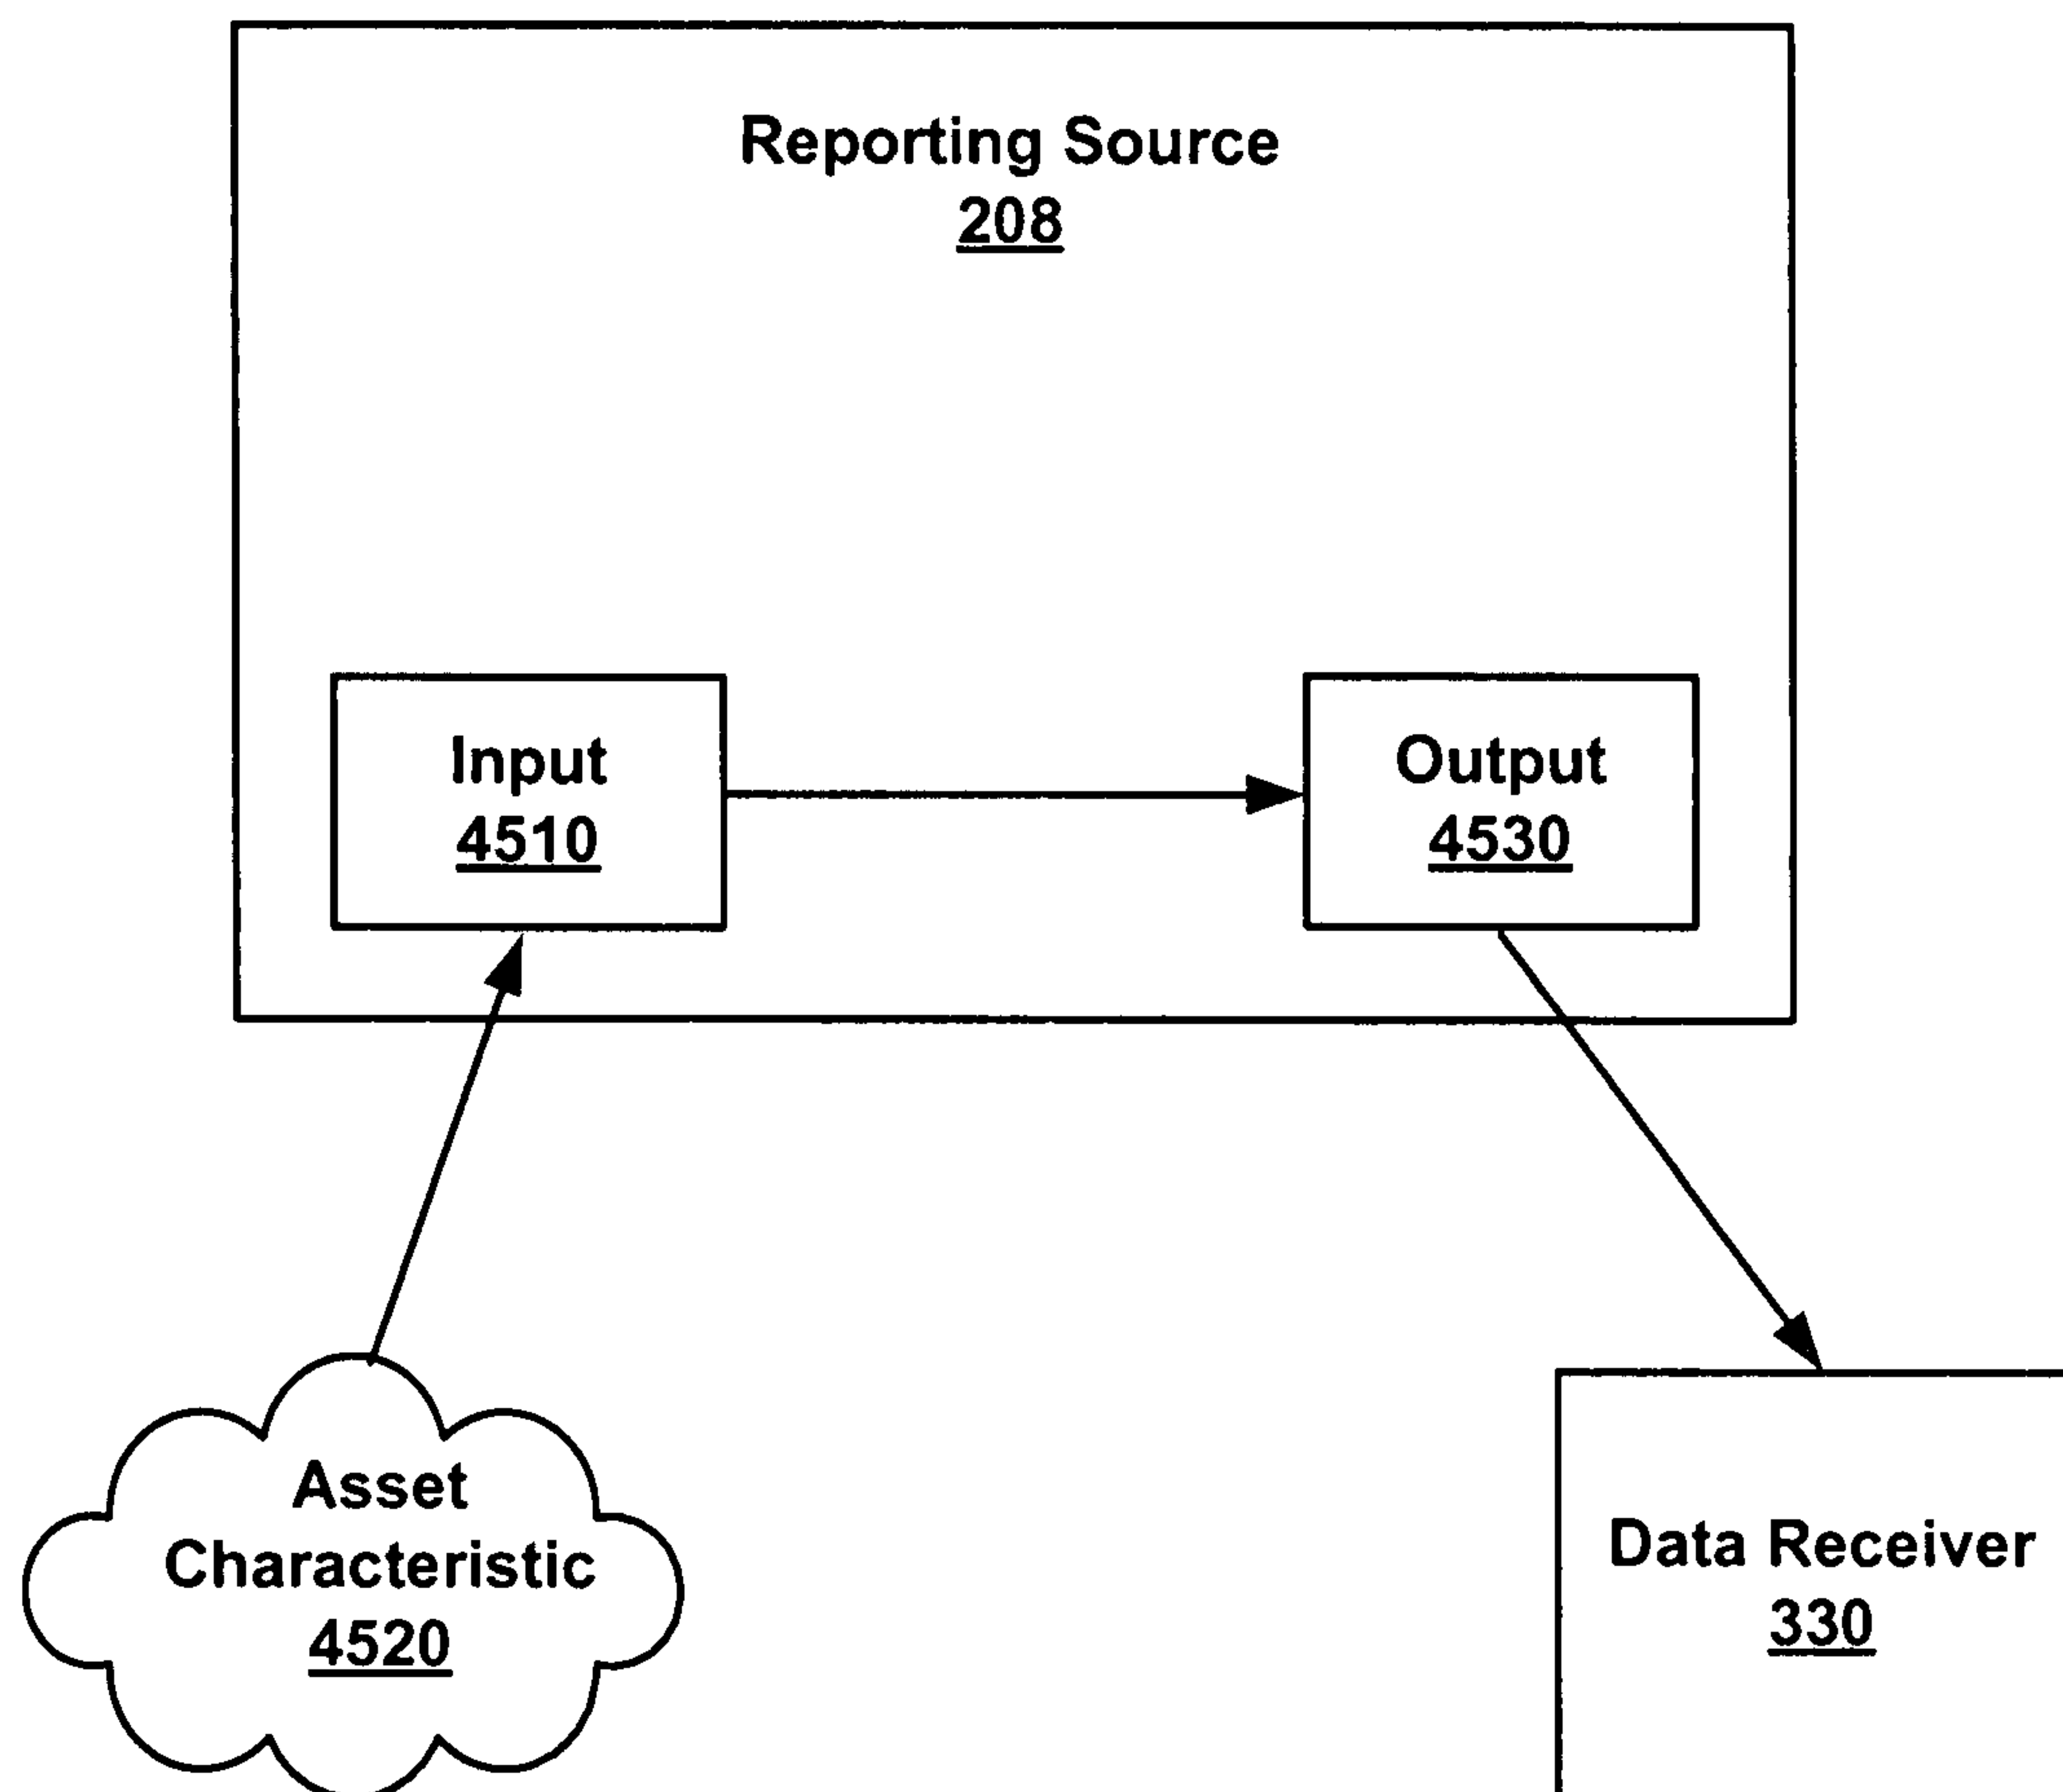 Reporting Source
208
Input
4510
Output
4530
Asset
Characteristic
4520
Data Receiver
330